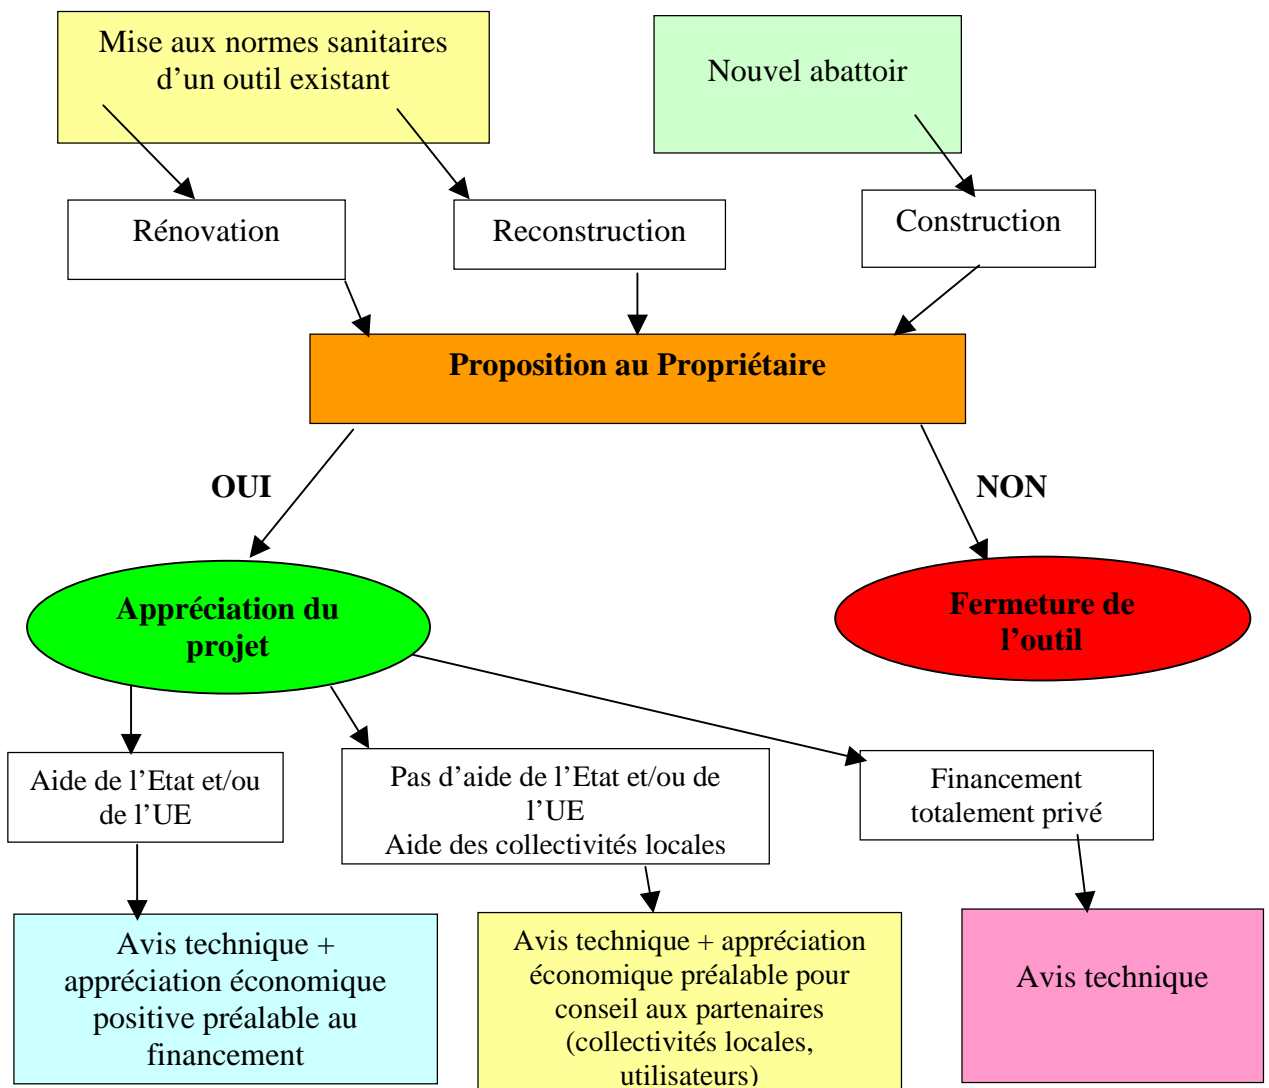 Mise aux normes sanitaires
d’un outil existant
Nouvel abattoir
Rénovation
Reconstruction
Construction
Proposition au Propriétaire
OUI
NON
Appréciation du
projet
Fermeture de
l’outil
Aide de l’Etat et/ou
de l’UE
Pas d’aide de l’Etat et/ou de
l’UE
Aide des collectivités locales
Financement
totalement privé
Avis technique +
appréciation économique
positive préalable au
financement
Avis technique + appréciation
économique préalable pour
conseil aux partenaires
(collectivités locales,
utilisateurs)
Avis technique